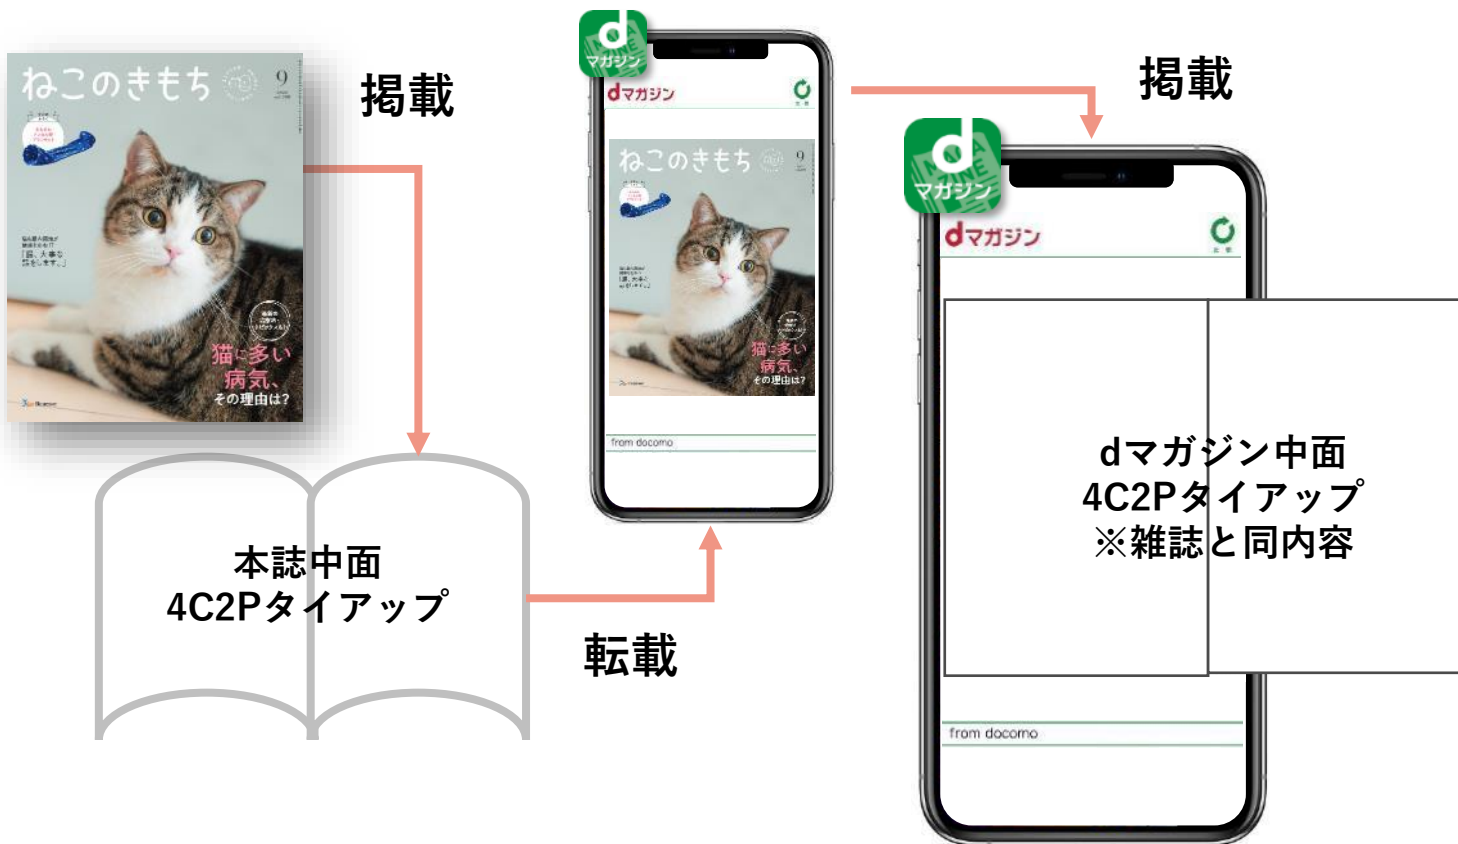 ねこのきもち
9
掲載
猫に多い
病気、
その理由は?
本誌中面
4C2Pタイアップ
転載
d
マガジン
dマガジン
ねこのきもち
9
猫に多い
病気、
その理由は?
from docomo
掲載
d
マガジン
dマガジン
dマガジン中面
4C2Pタイアップ
※雑誌と同内容
from docomo